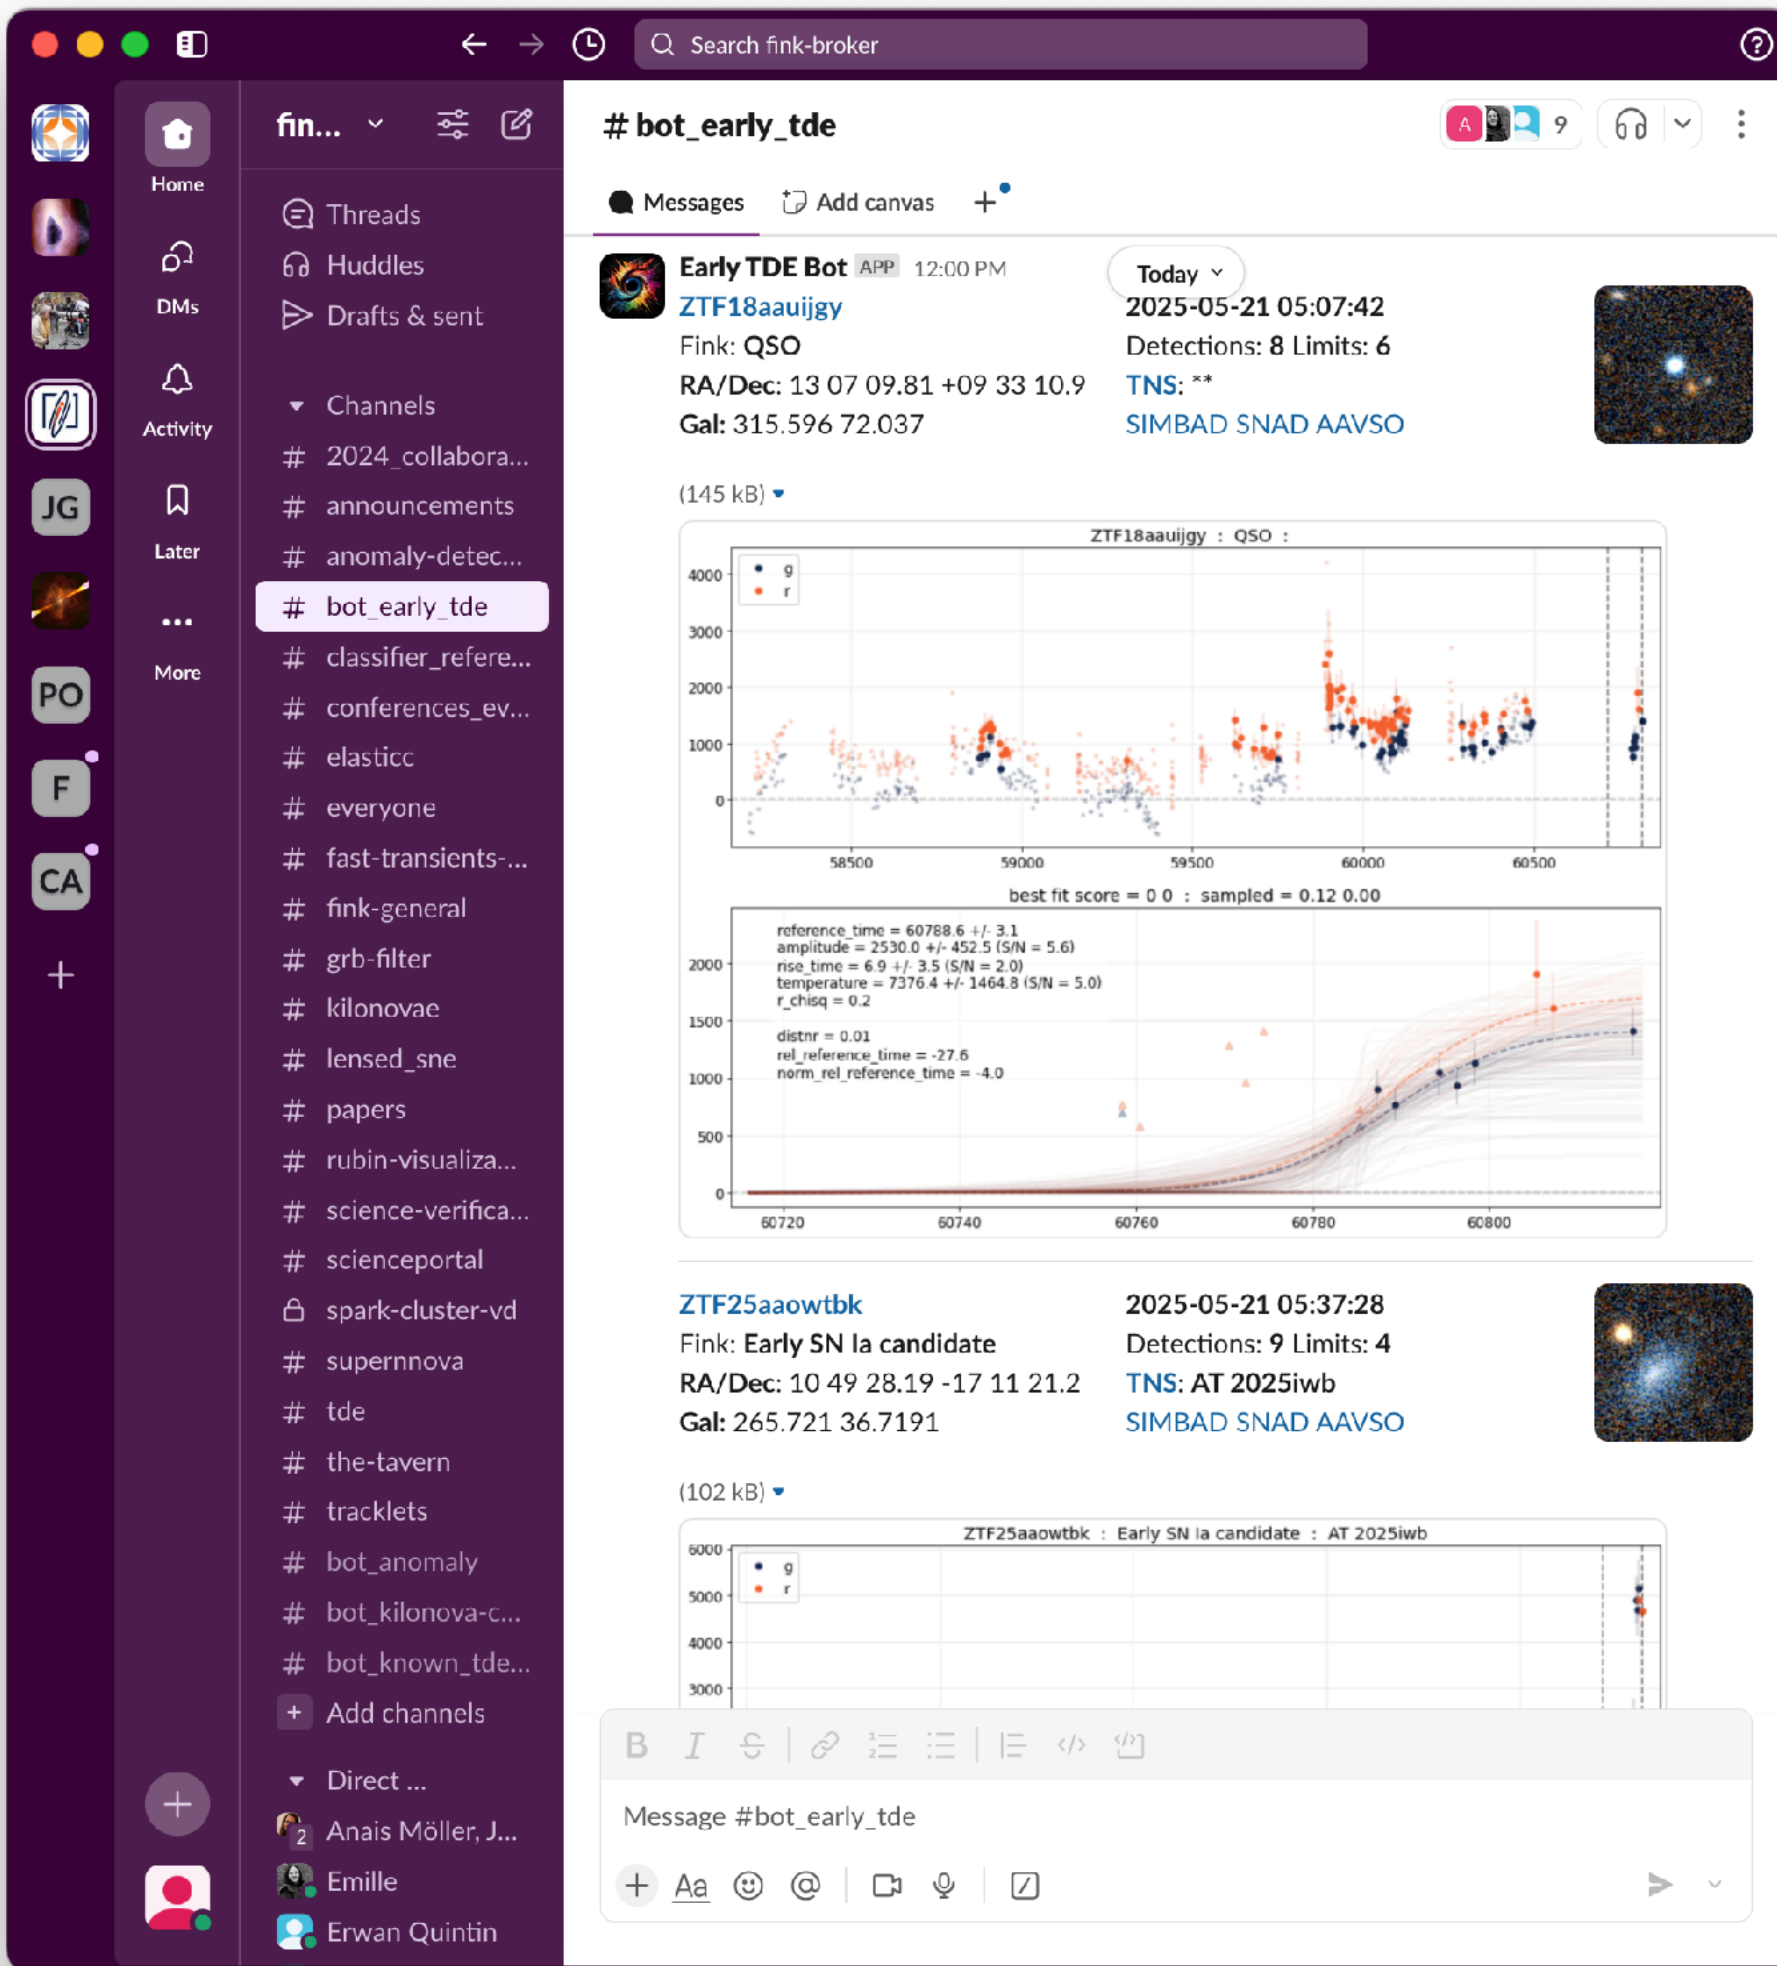 Search fink-broker
JG
PO
F
CA
Home
DMs
Activity
Later
More
fin...
Threads
Huddles
Drafts & sent
Channels
# 2024_collabora...
# announcements
# anomaly-detec...
# bot_early_tde
# classifier_refere...
# conferences_ev...
# elasticc
# everyone
# fast-transients-...
# fink-general
# grb-filter
# kilonovae
# lensed_sne
# papers
# rubin-visualiza...
# science-verifica...
# scienceportal
spark-cluster-vd
# supernnova
# tde
# the-tavern
# tracklets
# bot_anomaly
# bot_kilonova-c...
# bot_known_tde...
+ Add channels
Direct ...
2 Anais Möller, J...
Emille
Erwan Quintin
# bot_early_tde
A 9
Messages Add canvas
Early TDE Bot APP 12:00 PM
Today
ZTF18aauijgy 2025-05-21 05:07:42
Fink: QSO Detections: 8 Limits: 6
RA/Dec: 13 07 09.81 +09 33 10.9 TNS: **
Gal: 315.596 72.037 SIMBAD SNAD AAVSO
(145 kB)
ZTF18aauijgy : QSO :
g
r
4000
3000
2000
1000
0
58500 59000 59500 60000 60500
best fit score = 0 0 : sampled = 0.12 0.00
reference_time = 60788.6 +/- 3.1
amplitude = 2530.0 +/- 452.5 (S/N = 5.6)
rise_time = 6.9 +/- 3.5 (S/N = 2.0)
temperature = 7376.4 +/- 1464.8 (S/N = 5.0)
r_chisq = 0.2
distnr = 0.01
rel_reference_time = -27.6
norm_rel_reference_time = -4.0
2000
1500
1000
500
0
60720 60740 60760 60780 60800
ZTF25aaowtbk 2025-05-21 05:37:28
Fink: Early SN Ia candidate Detections: 9 Limits: 4
RA/Dec: 10 49 28.19 -17 11 21.2 TNS: AT 2025iwb
Gal: 265.721 36.7191 SIMBAD SNAD AAVSO
(102 kB)
ZTF25aaowtbk : Early SN Ia candidate : AT 2025iwb
g
r
6000
5000
4000
3000
Message #bot_early_tde
Aa